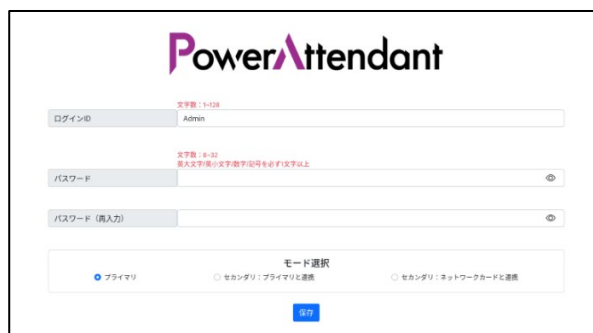 PowerAttendant
文字数：1~128
ログインID Admin
文字数：8~32
英大文字/英小文字/数字/記号を必ず1文字以上
パスワード
パスワード（再入力）
モード選択
プライマリ セカンダリ：プライマリと連携 セカンダリ：ネットワークカードと連携
保存